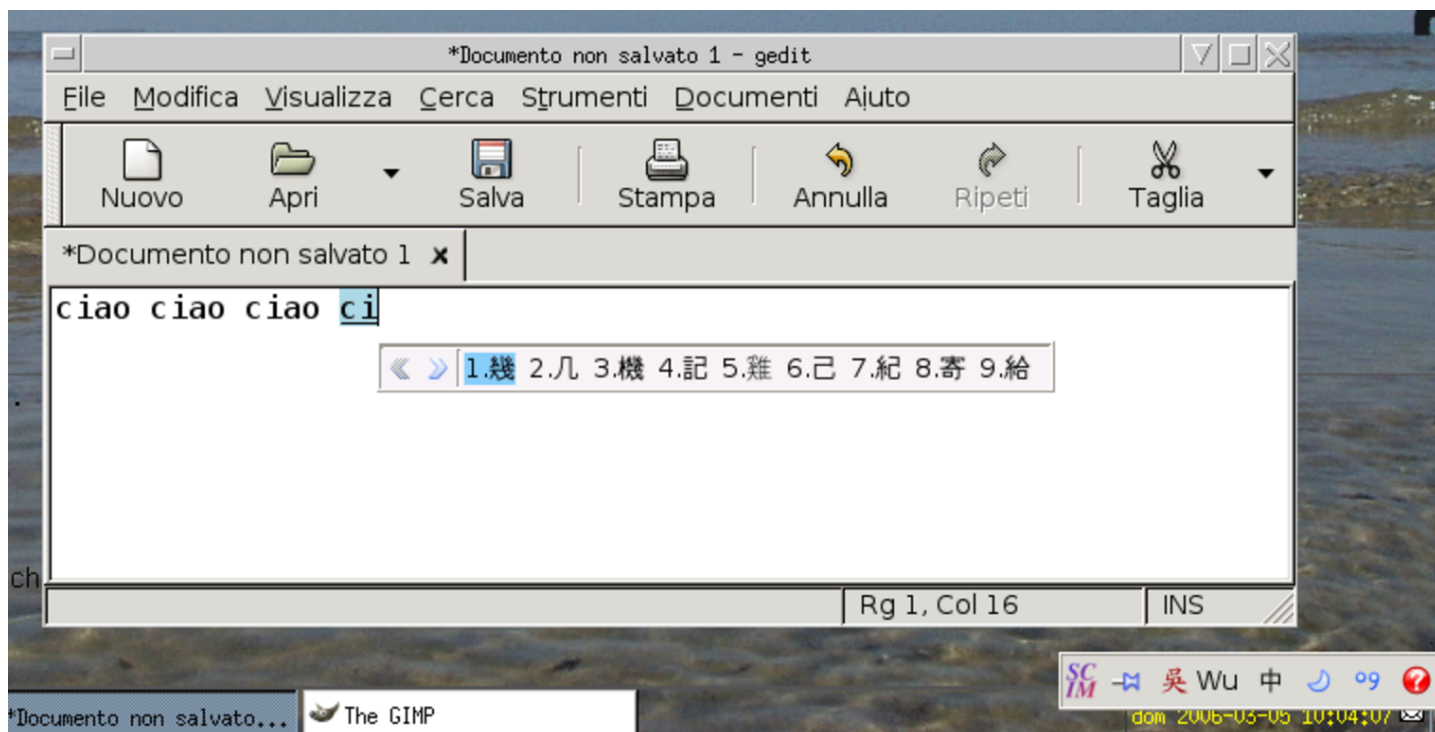 *Documento non salvato 1 - gedit
File Modifica Visualizza Cerca Strumenti Documenti Aiuto
Nuovo Apri Salva Stampa Annulla Ripeti Taglia
*Documento non salvato 1
ciao ciao ciao ci
1.幾 2.几 3.機 4.記 5.雞 6.己 7.紀 8.寄 9.給
ch
Rg 1, Col 16 INS
SCIM 吳 Wu 中
*Documento non salvato... The GIMP
dom 2006-03-05 10:04:07